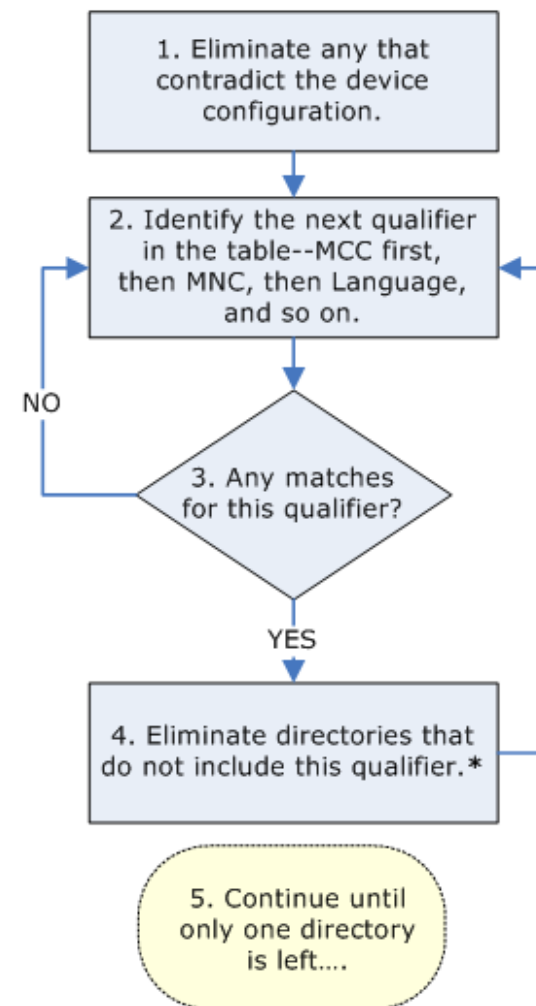 1. Eliminate any that
contradict the device
configuration.
2. Identify the next qualifier
in the table--MCC first,
then MNC, then Language,
and so on.
NO
3. Any matches
for this qualifier?
YES
4. Eliminate directories that
do not include this qualifier.*
5. Continue until
only one directory
is left....